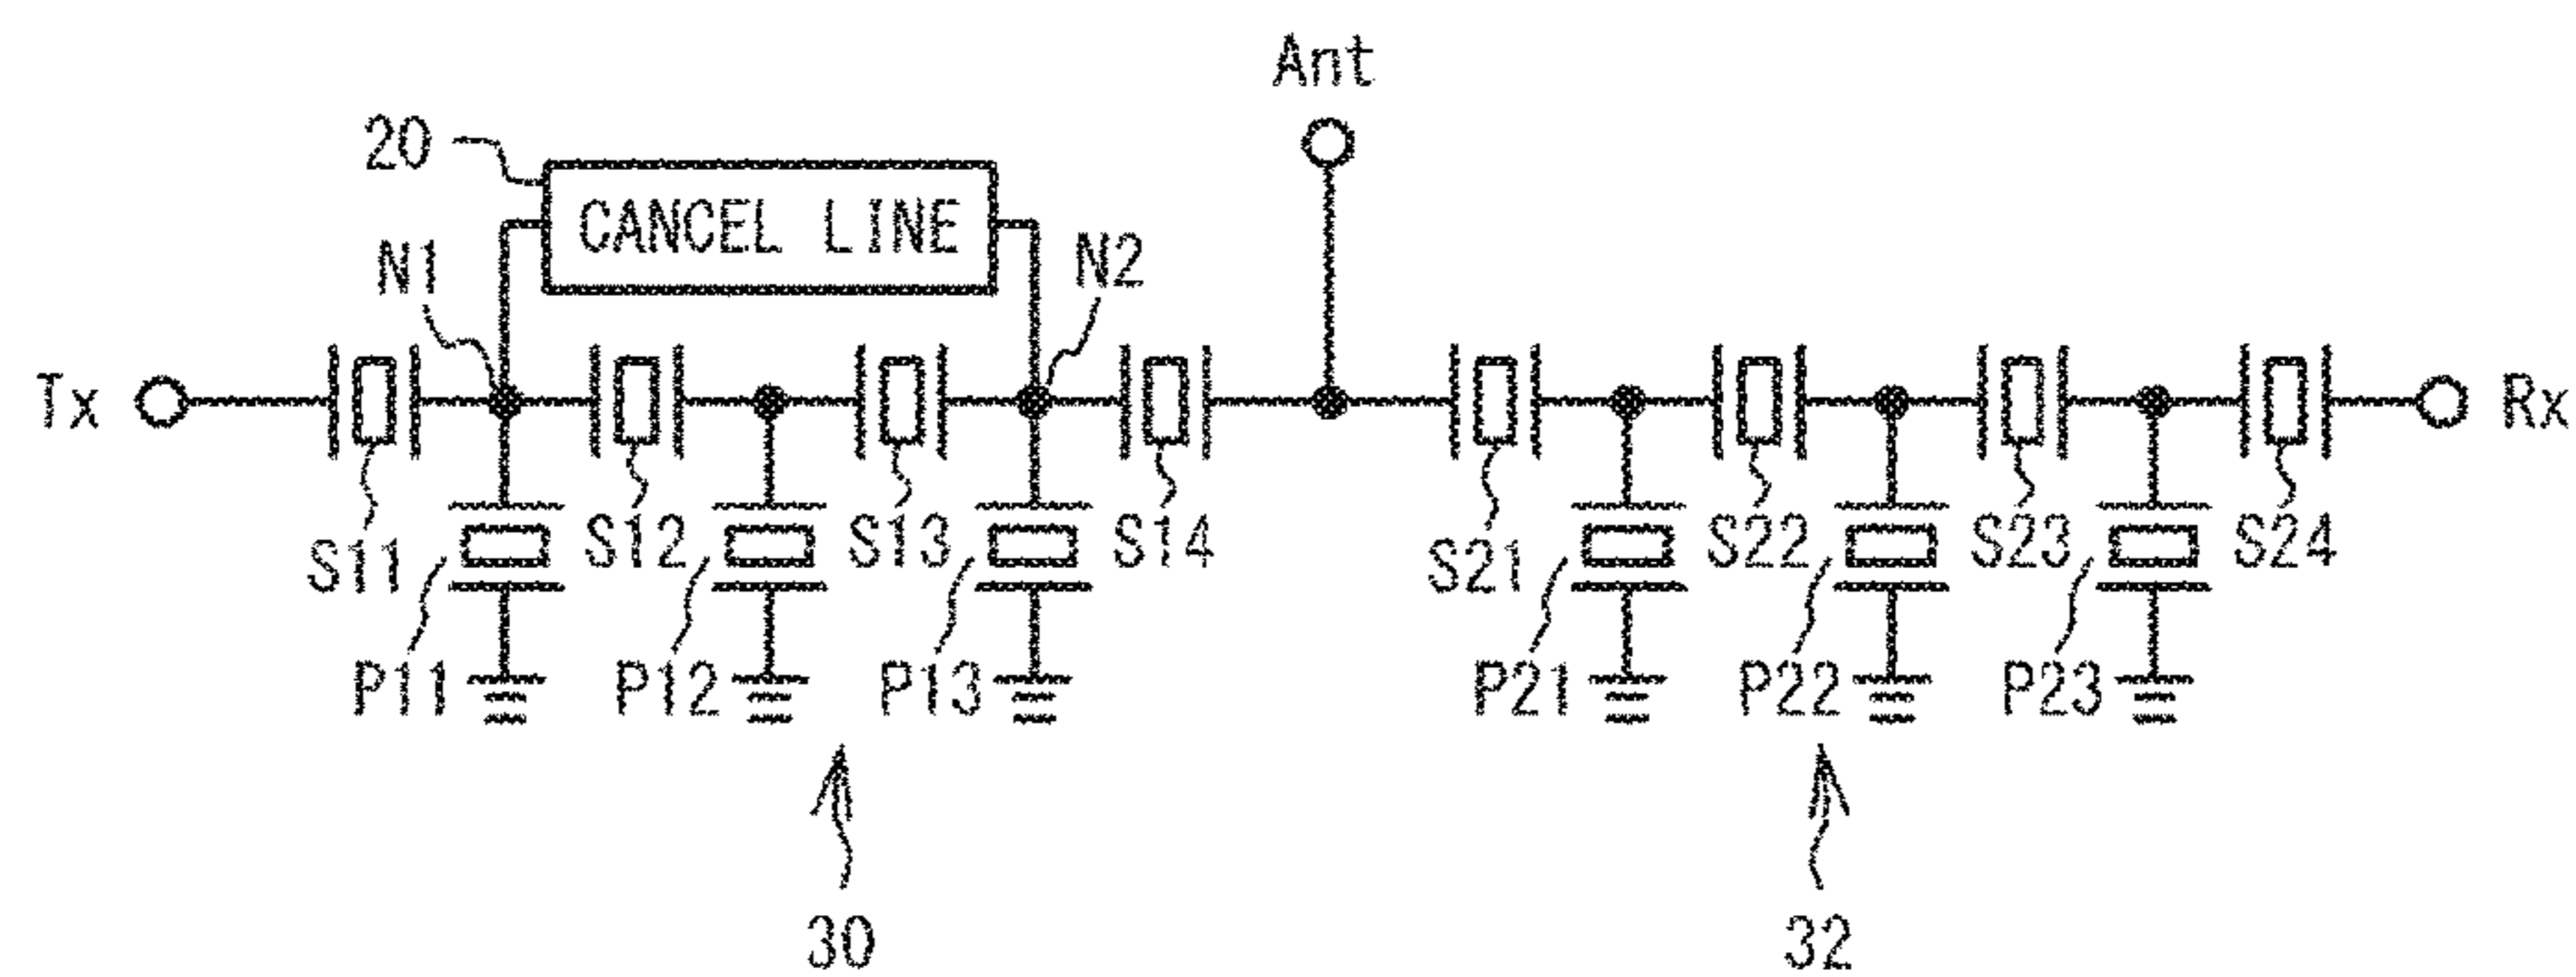 Ant
20
CANCEL LINE
N1
N2
Tx
Rx
S11
S12
S13
S14
S21
S22
S23
S24
P11
P12
P13
P21
P22
P23
30
32